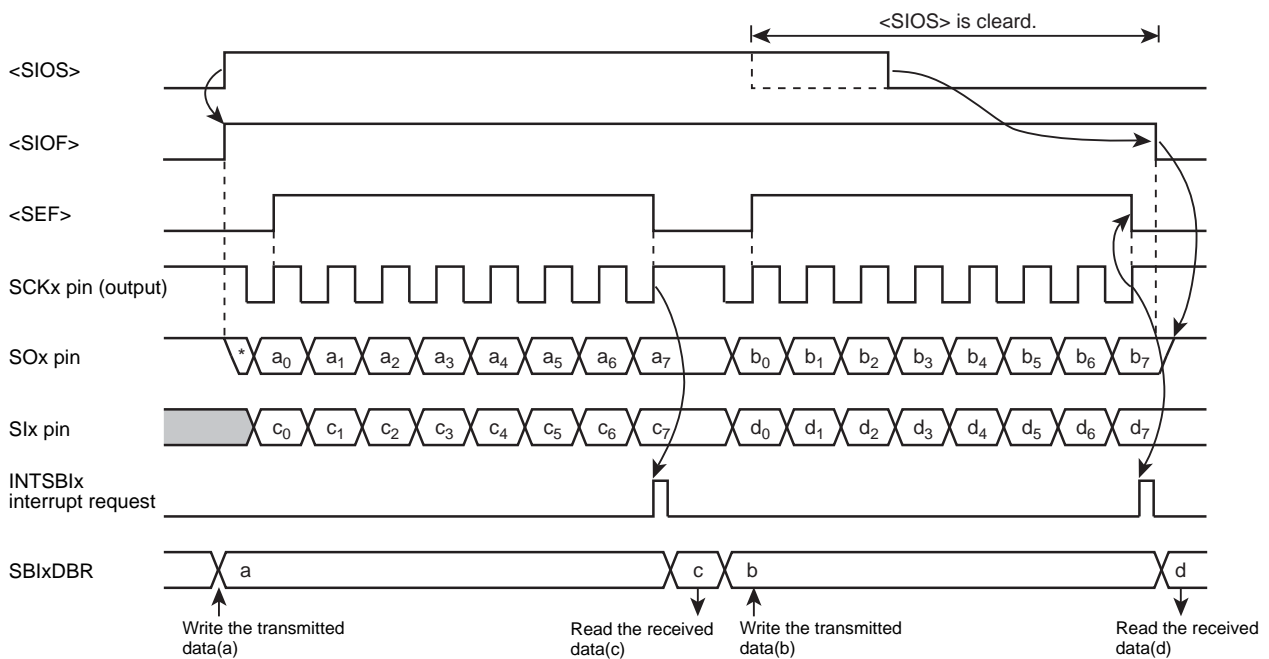 <SIOS> is cleard.
<SIOS>
<SIOF>
<SEF>
SCKx pin (output)
SOx pin
* a0 a1 a2 a3 a4 a5 a6 a7 b0 b1 b2 b3 b4 b5 b6 b7
SIx pin
c0 c1 c2 c3 c4 c5 c6 c7 d0 d1 d2 d3 d4 d5 d6 d7
INTSBIx
interrupt request
SBIxDBR
a c b d
Write the transmitted
data(a)
Read the received
data(c)
Write the transmitted
data(b)
Read the received
data(d)